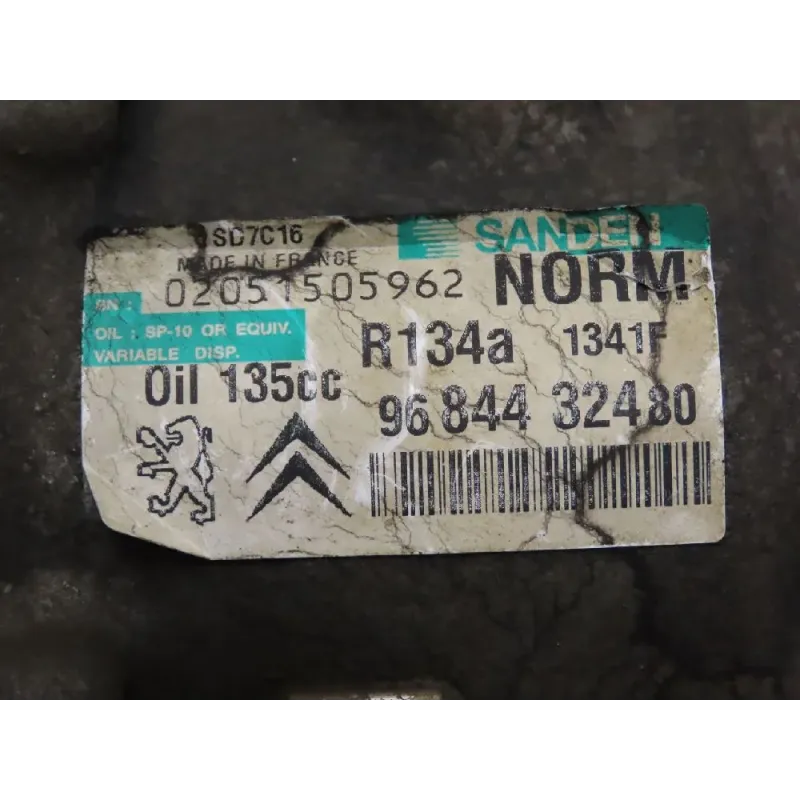 SD7C16 SANDEN
MADE IN FRANCE
SN : 02051505962 NORM
OIL : SP-10 OR EQUIV.
VARIABLE DISP.
R134a 1341F
Oil 135cc
96 844 32480